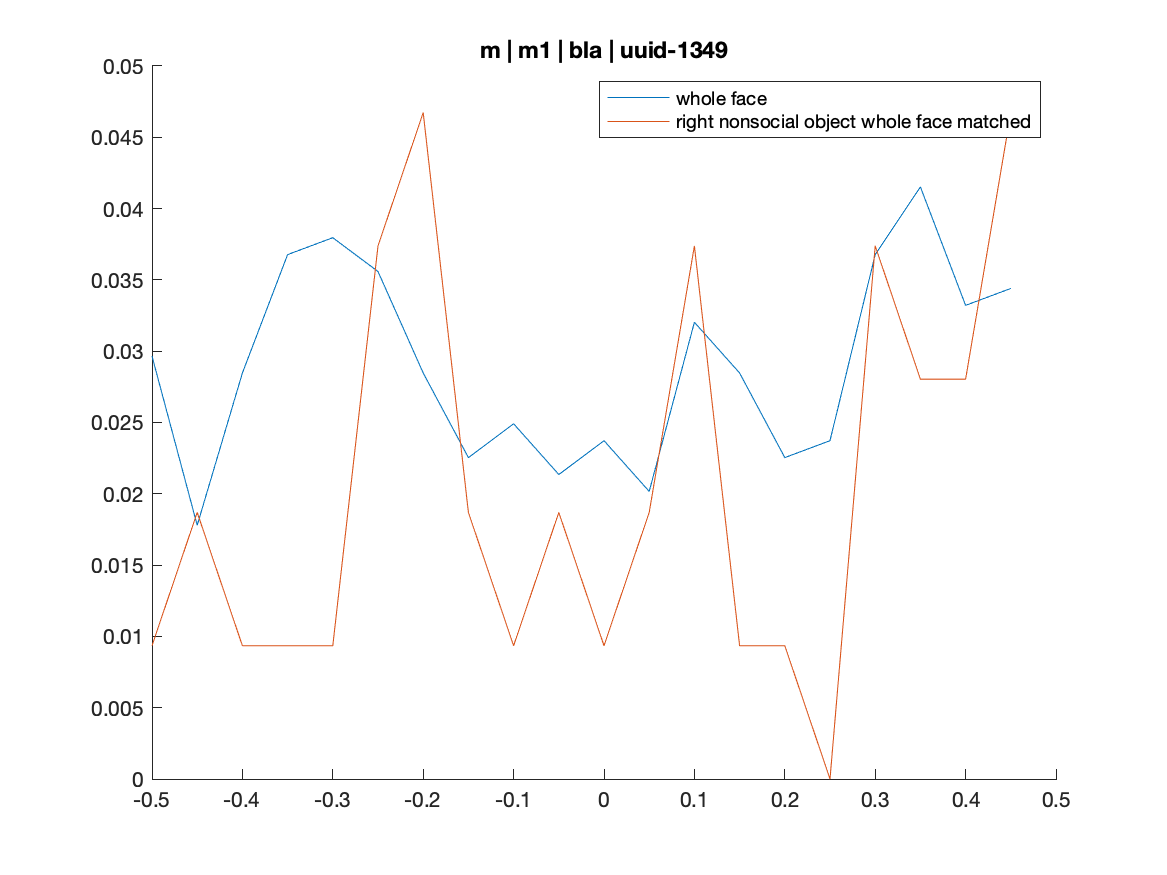 m | m1 | bla | uuid-1349
0.05
whole face
right nonsocial object whole face matched
0.045
0.04
0.035
0.03
0.025
0.02
0.015
0.01
0.005
0
-0.5 -0.4 -0.3 -0.2 -0.1 0 0.1 0.2 0.3 0.4 0.5